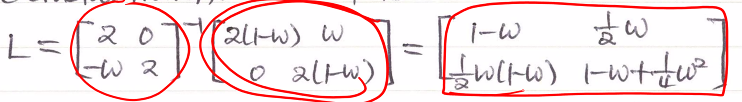 L = [2 0; -ω 2]⁻¹ [2(1-ω) ω; 0 2(1-ω)] = [1-ω ½ω; ½ω(1-ω) 1-ω+¼ω²]